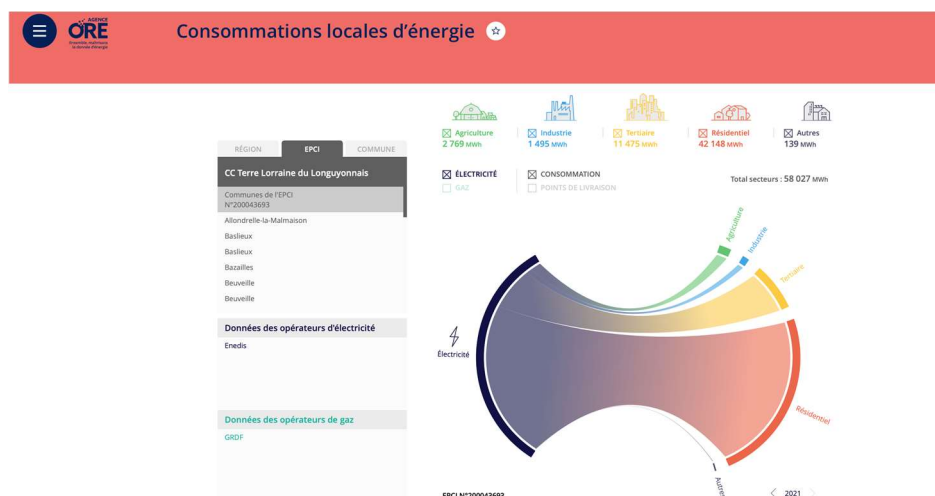 AGENCE
ORE
Consommations locales d'énergie
Agriculture
2 769 MWh
Industrie
1 495 MWh
Tertiaire
11 475 MWh
Résidentiel
42 148 MWh
Autres
139 MWh
RÉGION
EPCI
COMMUNE
CC Terre Lorraine du Longuyonnais
Communes de l'EPCI
N°200043693
Allondrelle-la-Malmaison
Baslieux
Baslieux
Bazailles
Beuveille
Beuveille
Données des opérateurs d'électricité
Enedis
Données des opérateurs de gaz
GRDF
ÉLECTRICITÉ
GAZ
CONSOMMATION
POINTS DE LIVRAISON
Total secteurs : 58 027 MWh
Agriculture
Industrie
Tertiaire
Électricité
Résidentiel
Autres
EPCI N°200043693
2021